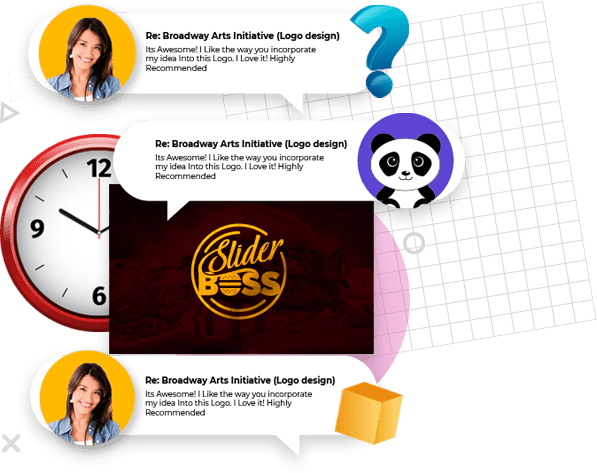 Re: Broadway Arts Initiative (Logo design)
Its Awesome! I Like the way you incorporate
my idea Into this Logo. I Love it! Highly
Recommended
?
Re: Broadway Arts Initiative (Logo design)
Its Awesome! I Like the way you incorporate
my idea Into this Logo. I Love it! Highly
Recommended
12
9
6
Slider
BOSS
Re: Broadway Arts Initiative (Logo design)
Its Awesome! I Like the way you incorporate
my idea Into this Logo. I Love it! Highly
Recommended